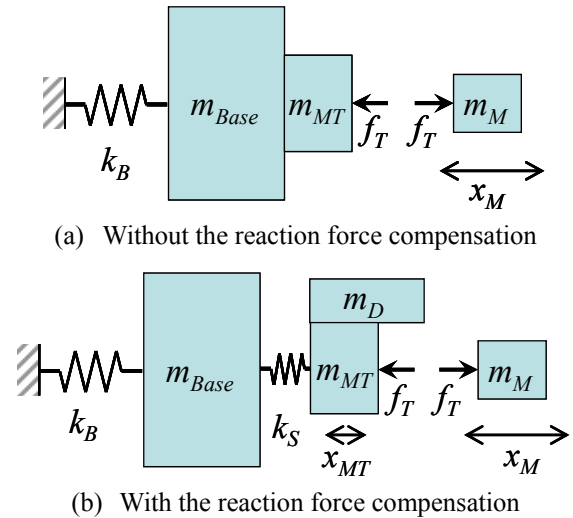 m_Base m_MT m_M
f_T f_T
k_B
x_M
(a) Without the reaction force compensation
m_D
m_Base m_MT m_M
f_T f_T
k_B k_S
x_MT x_M
(b) With the reaction force compensation